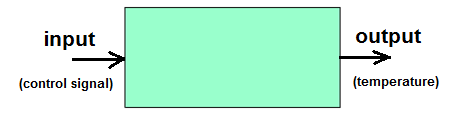 input
(control signal)
output
(temperature)